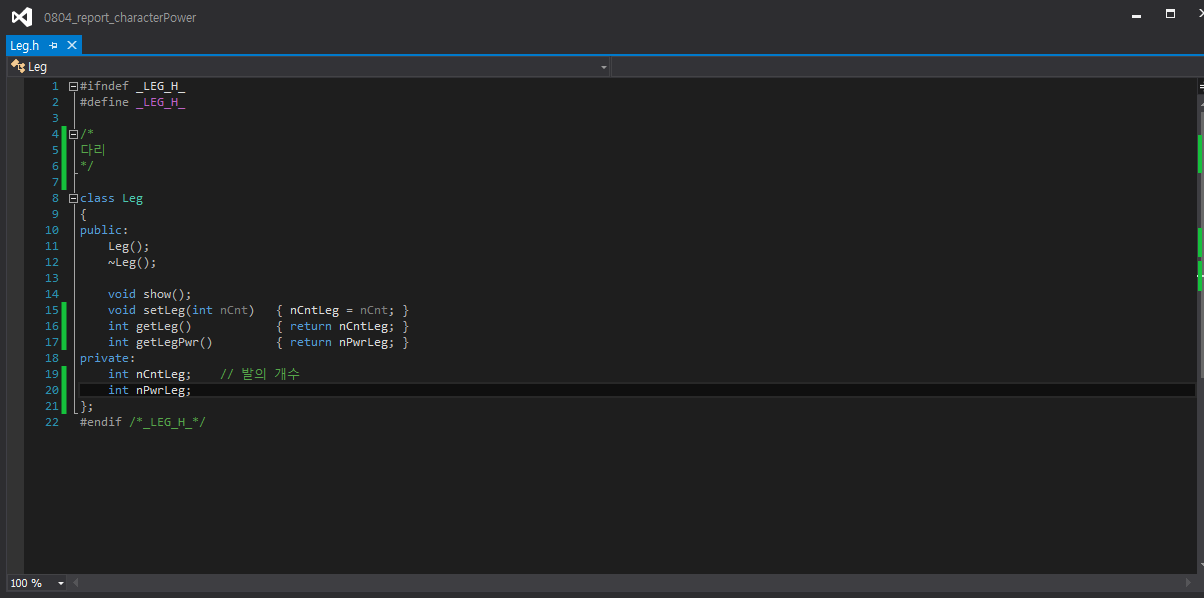 0804_report_characterPower
Leg.h
Leg
1 #ifndef _LEG_H_
2 #define _LEG_H_
3
4 /*
5 다리
6 */
7
8 class Leg
9 {
10 public:
11 Leg();
12 ~Leg();
13
14 void show();
15 void setLeg(int nCnt) { nCntLeg = nCnt; }
16 int getLeg() { return nCntLeg; }
17 int getLegPwr() { return nPwrLeg; }
18 private:
19 int nCntLeg; // 발의 개수
20 int nPwrLeg;
21 };
22 #endif /*_LEG_H_*/
100 %